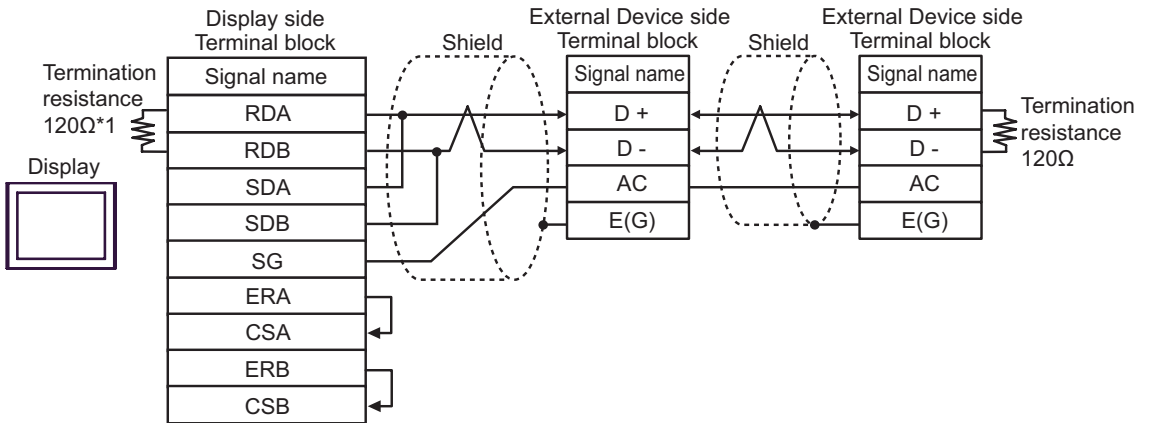 Display side
Terminal block
External Device side
Terminal block
External Device side
Terminal block
Shield
Shield
Termination
resistance
120Ω*1
Display
Signal name
RDA
RDB
SDA
SDB
SG
ERA
CSA
ERB
CSB
Signal name
D +
D -
AC
E(G)
Signal name
D +
D -
AC
E(G)
Termination
resistance
120Ω